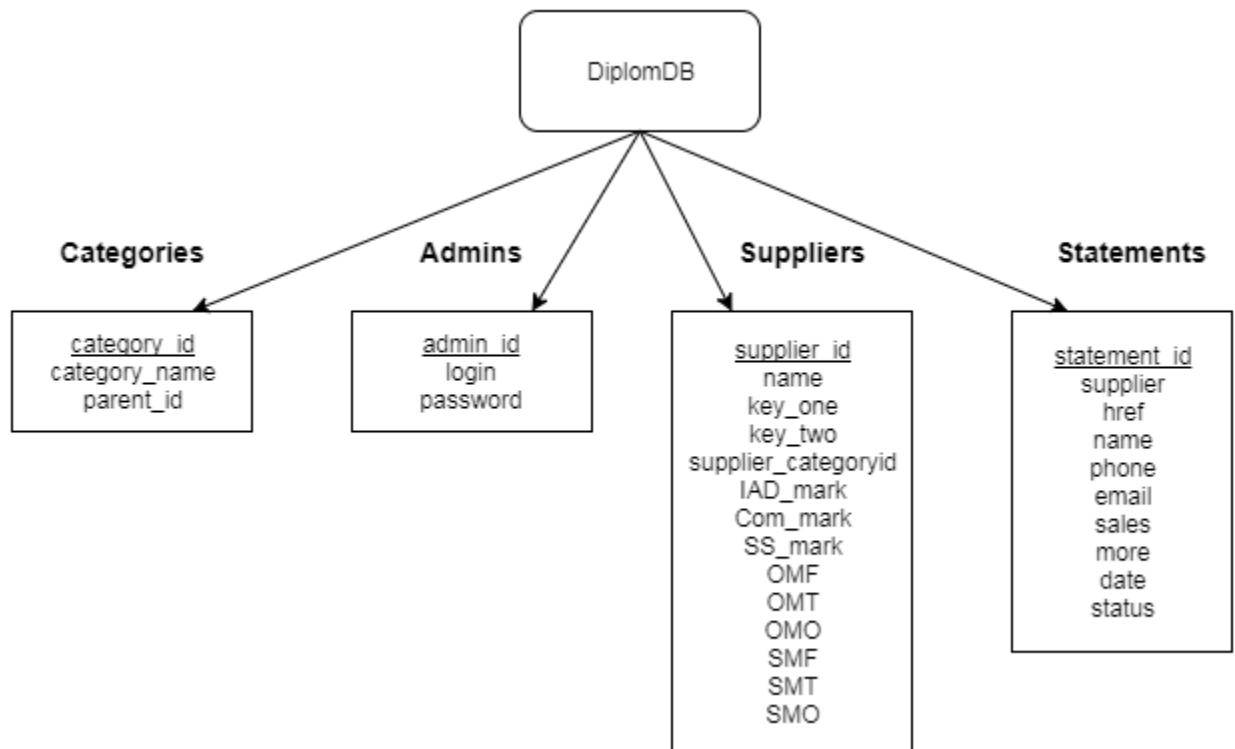 DiplomDB
Categories
category_id
category_name
parent_id
Admins
admin_id
login
password
Suppliers
supplier_id
name
key_one
key_two
supplier_categoryid
IAD_mark
Com_mark
SS_mark
OMF
OMT
OMO
SMF
SMT
SMO
Statements
statement_id
supplier
href
name
phone
email
sales
more
date
status